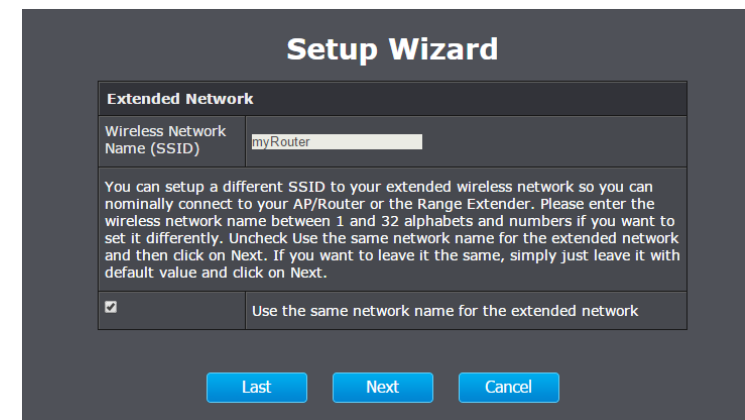 Setup Wizard
Extended Network
Wireless Network
Name (SSID)
myRouter
You can setup a different SSID to your extended wireless network so you can
nominally connect to your AP/Router or the Range Extender. Please enter the
wireless network name between 1 and 32 alphabets and numbers if you want to
set it differently. Uncheck Use the same network name for the extended network
and then click on Next. If you want to leave it the same, simply just leave it with
default value and click on Next.
Use the same network name for the extended network
Last Next Cancel